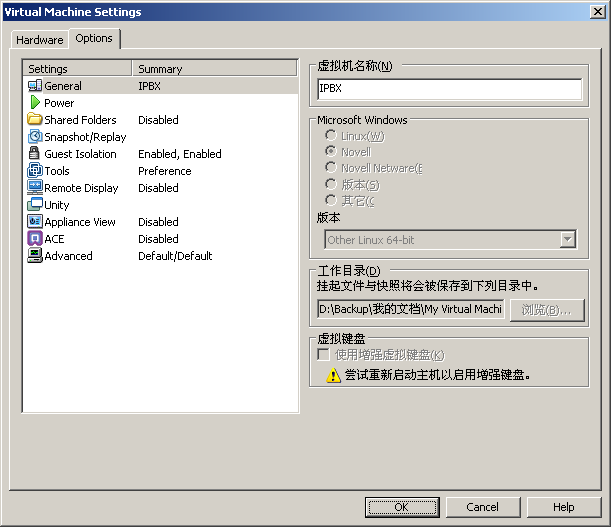 Virtual Machine Settings
Hardware Options
Settings Summary
General IPBX
Power
Shared Folders Disabled
Snapshot/Replay
Guest Isolation Enabled, Enabled
Tools Preference
Remote Display Disabled
Unity
Appliance View Disabled
ACE Disabled
Advanced Default/Default
虚拟机名称(N)
IPBX
Microsoft Windows
Linux(W)
Novell
Novell Netware(E
版本(S)
其它(C
版本
Other Linux 64-bit
工作目录(D)
挂起文件与快照将会被保存到下列目录中。
D:\Backup\我的文档\My Virtual Machi 浏览(B)...
虚拟键盘
使用增强虚拟键盘(K)
尝试重新启动主机以启用增强键盘。
OK Cancel Help